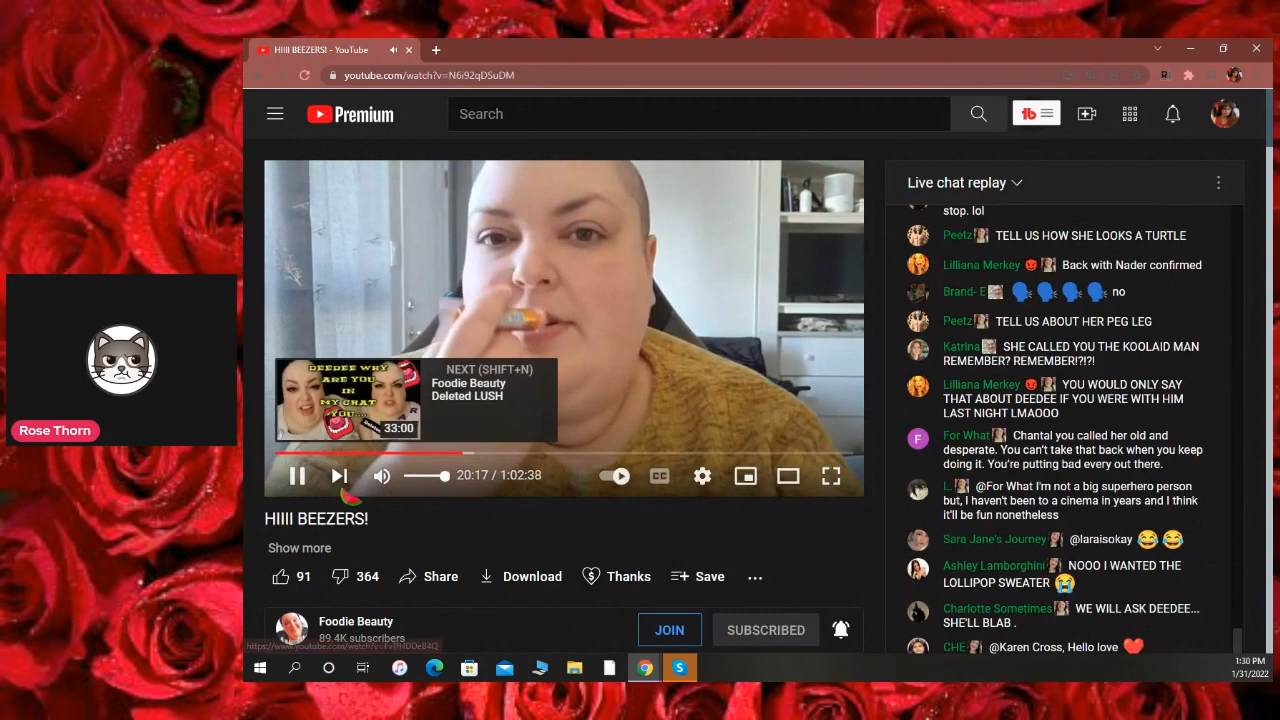 HIIII BEEZERS! - YouTube
youtube.com/watch?v=N6i92qDSuDM
Premium
Search
tb
Live chat replay
stop. lol
Peetz TELL US HOW SHE LOOKS A TURTLE
Lilliana Merkey Back with Nader confirmed
Brand- E no
Peetz TELL US ABOUT HER PEG LEG
Katrina SHE CALLED YOU THE KOOLAID MAN
REMEMBER? REMEMBER!?!?!
Lilliana Merkey YOU WOULD ONLY SAY
THAT ABOUT DEEDEE IF YOU WERE WITH HIM
LAST NIGHT LMAOOO
For What Chantal you called her old and
desperate. You can't take that back when you keep
doing it. You're putting bad every out there.
L. @For What I'm not a big superhero person
but, I haven't been to a cinema in years and I think
it'll be fun nonetheless
Sara Jane's Journey @laraisokay
Ashley Lamborghini NOOO I WANTED THE
LOLLIPOP SWEATER
Charlotte Sometimes WE WILL ASK DEEDEE...
SHE'LL BLAB .
CHE @Karen Cross, Hello love
DEEDEE WHY
ARE YOU
IN
MY CHAT
YOU...
33:00
NEXT (SHIFT+N)
Foodie Beauty
Deleted LUSH
20:17 / 1:02:38
CC
HIIII BEEZERS!
Show more
91
364
Share
Download
Thanks
Save
Foodie Beauty
89.4K subscribers
JOIN
SUBSCRIBED
Rose Thorn
1:30 PM
1/31/2022